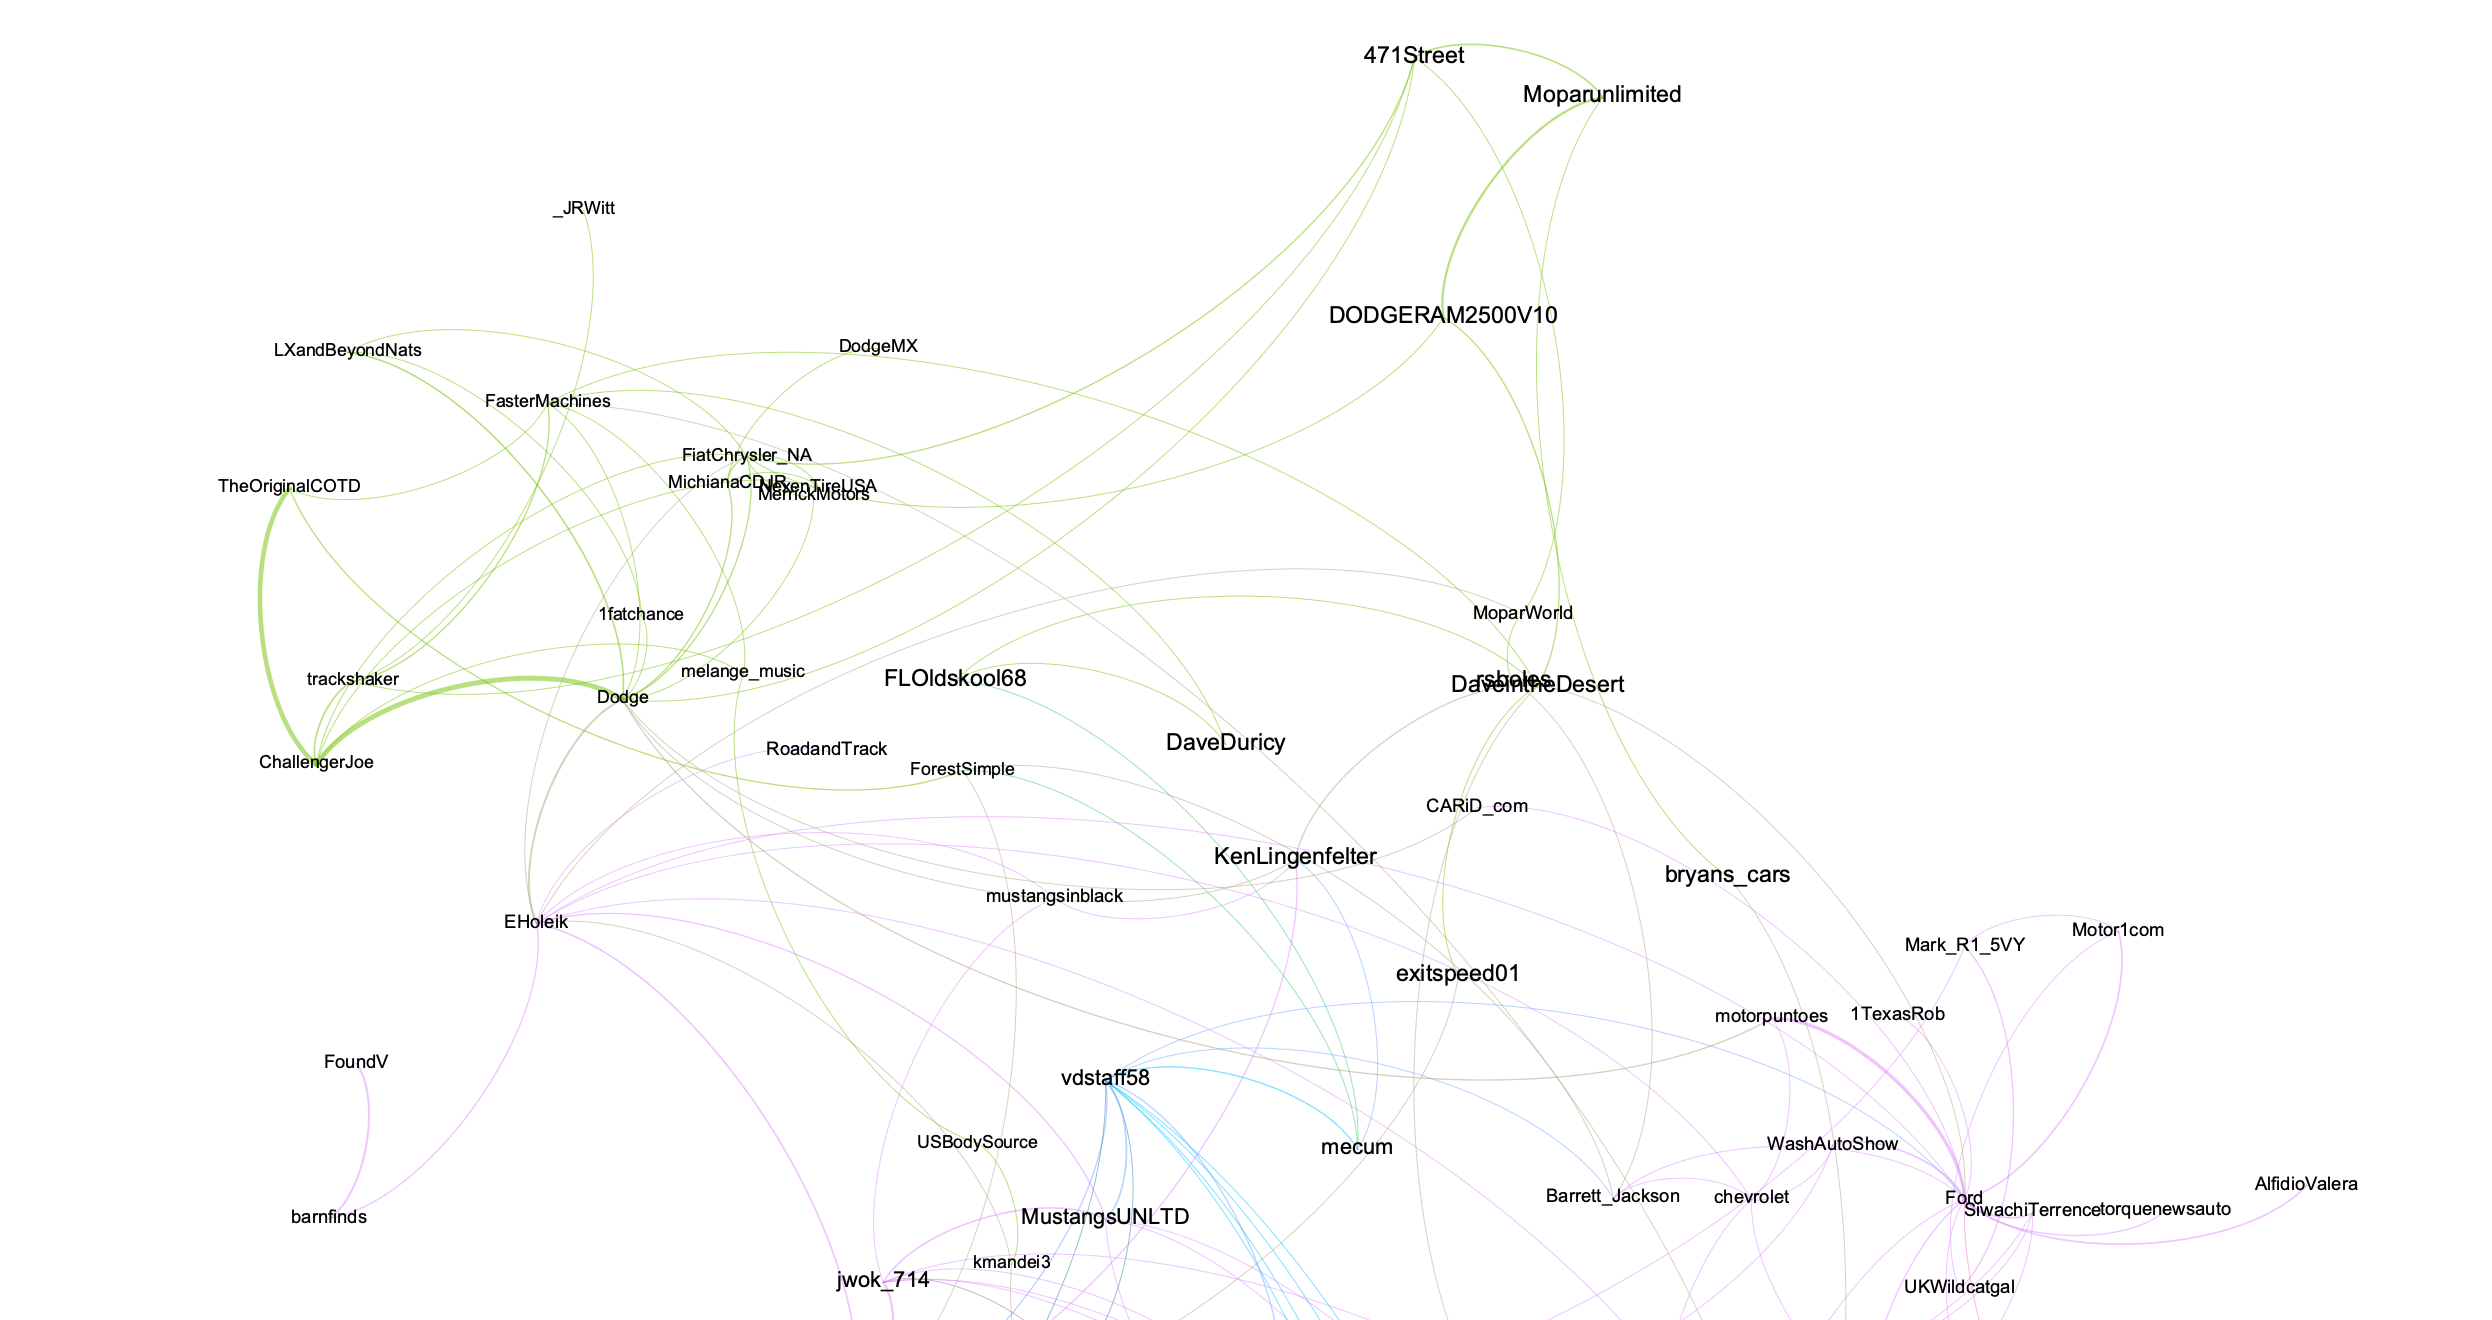 471Street
Moparunlimited
_JRWitt
DODGERAM2500V10
LXandBeyondNats
DodgeMX
FasterMachines
FiatChrysler_NA
TheOriginalCOTD
MichianaCDJR
NexenTireUSA
MerrickMotors
1fatchance
MoparWorld
trackshaker
melange_music
FLOldskool68
rsboles
DaveintheDesert
Dodge
DaveDuricy
RoadandTrack
ChallengerJoe
ForestSimple
CARiD_com
KenLingenfelter
bryans_cars
mustangsinblack
EHoleik
Motor1com
Mark_R1_5VY
exitspeed01
motorpuntoes
1TexasRob
FoundV
vdstaff58
USBodySource
mecum
WashAutoShow
AlfidioValera
Barrett_Jackson
chevrolet
Ford
SiwachiTerrence
torquenewsauto
barnfinds
MustangsUNLTD
kmandei3
jwok_714
UKWildcatgal